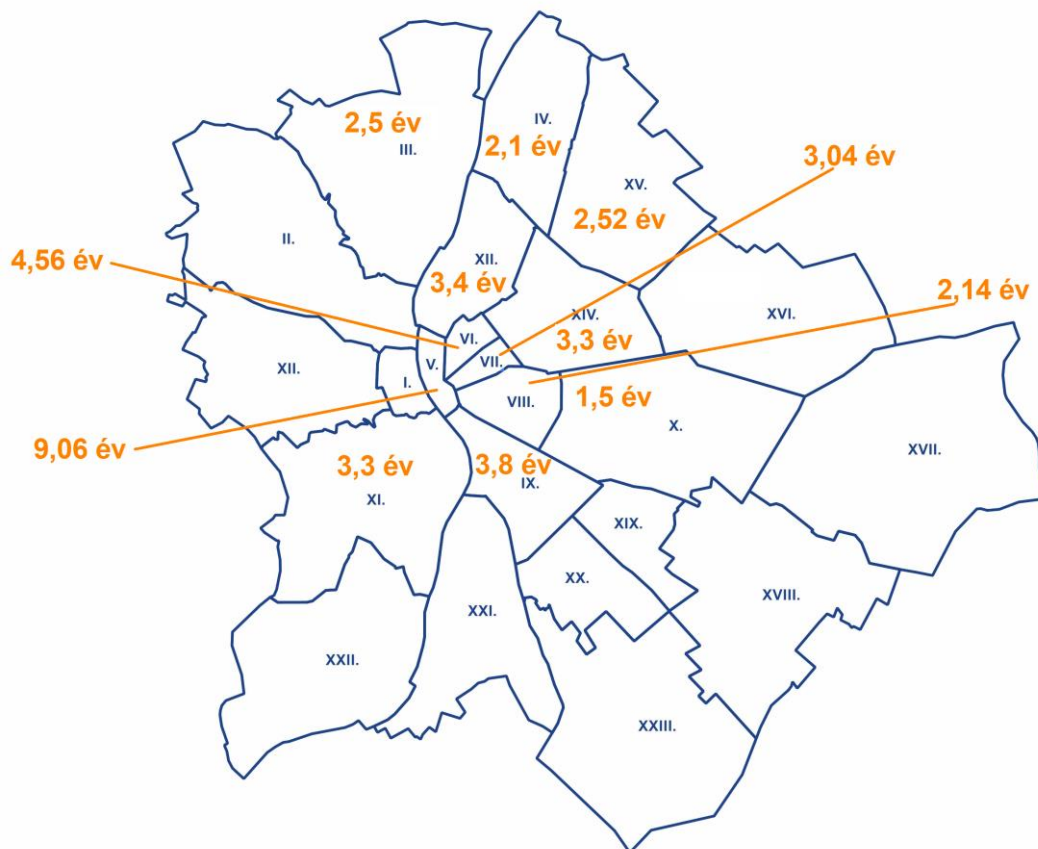 2,5 év
III.
IV.
2,1 év
3,04 év
XV.
2,52 év
II.
4,56 év
XII.
3,4 év
2,14 év
XIV.
3,3 év
XVI.
VI.
VII.
V.
XII.
I.
1,5 év
VIII.
X.
9,06 év
XVII.
3,3 év
3,8 év
IX.
XI.
XIX.
XX.
XVIII.
XXI.
XXII.
XXIII.